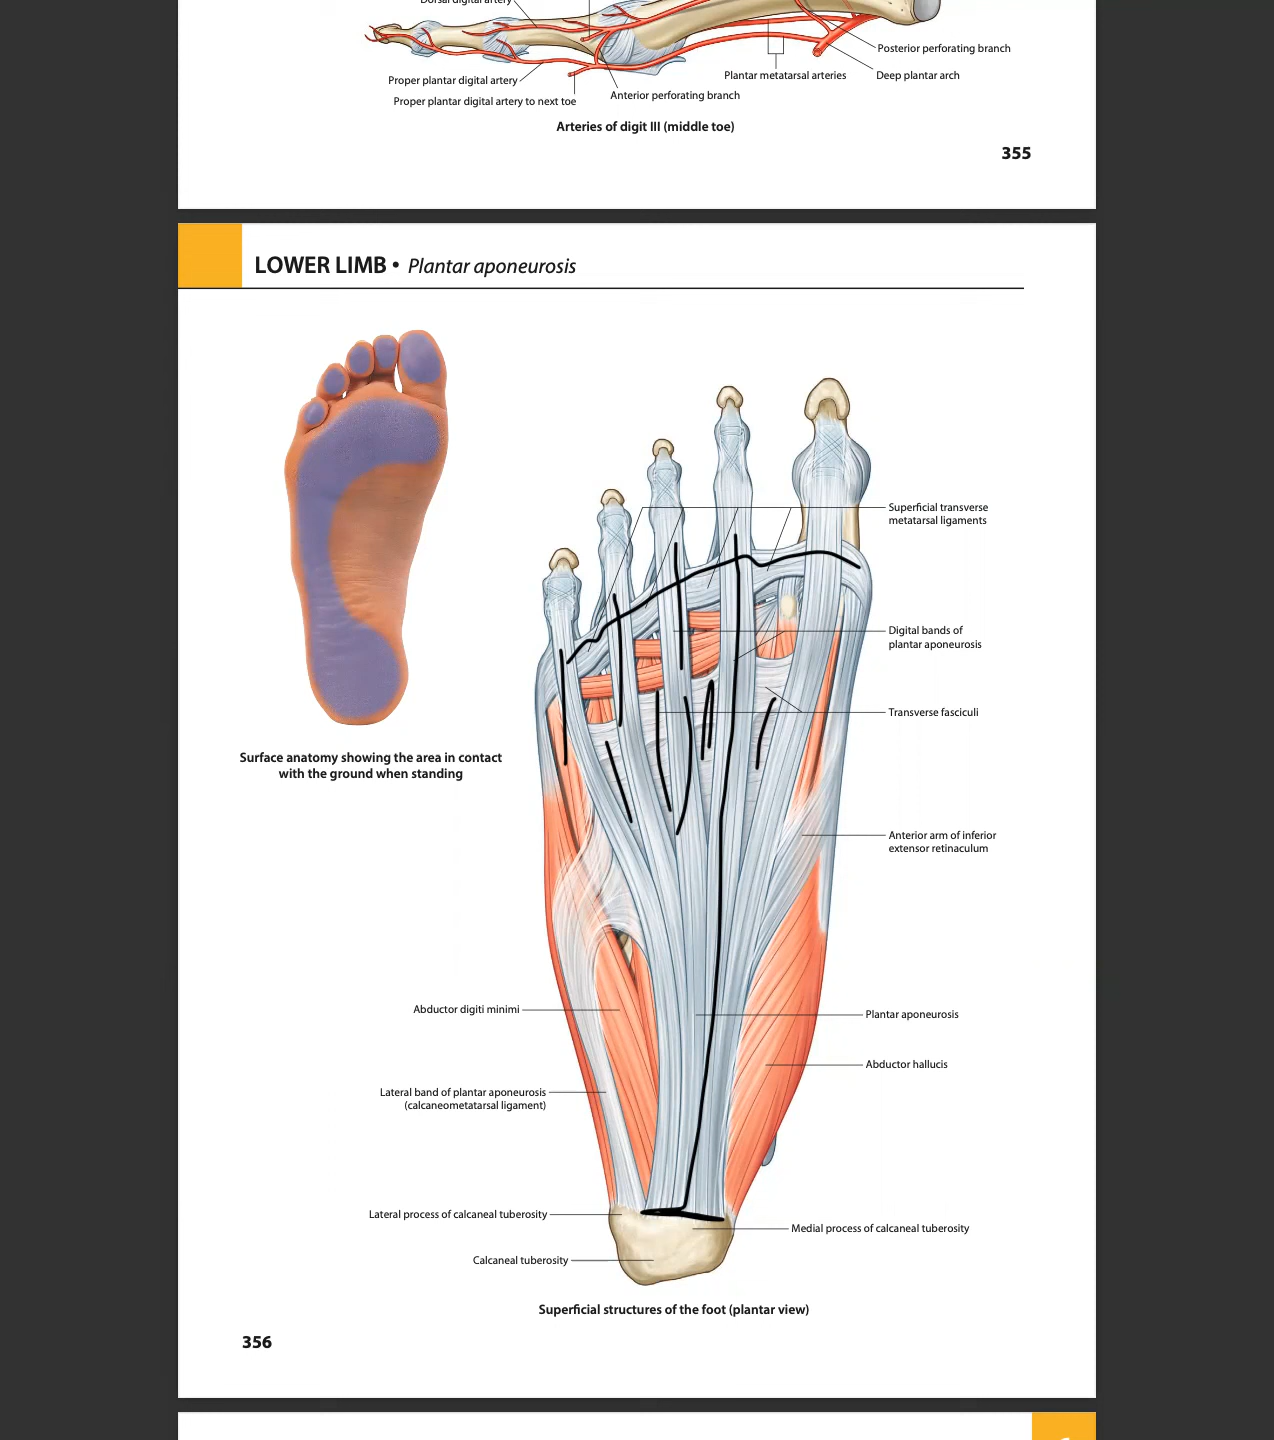 Dorsal digital artery
Posterior perforating branch
Plantar metatarsal arteries
Deep plantar arch
Proper plantar digital artery
Anterior perforating branch
Proper plantar digital artery to next toe
Arteries of digit III (middle toe)
355
LOWER LIMB • Plantar aponeurosis
Superficial transverse
metatarsal ligaments
Digital bands of
plantar aponeurosis
Transverse fasciculi
Surface anatomy showing the area in contact
with the ground when standing
Anterior arm of inferior
extensor retinaculum
Abductor digiti minimi
Plantar aponeurosis
Abductor hallucis
Lateral band of plantar aponeurosis
(calcaneometatarsal ligament)
Lateral process of calcaneal tuberosity
Medial process of calcaneal tuberosity
Calcaneal tuberosity
Superficial structures of the foot (plantar view)
356